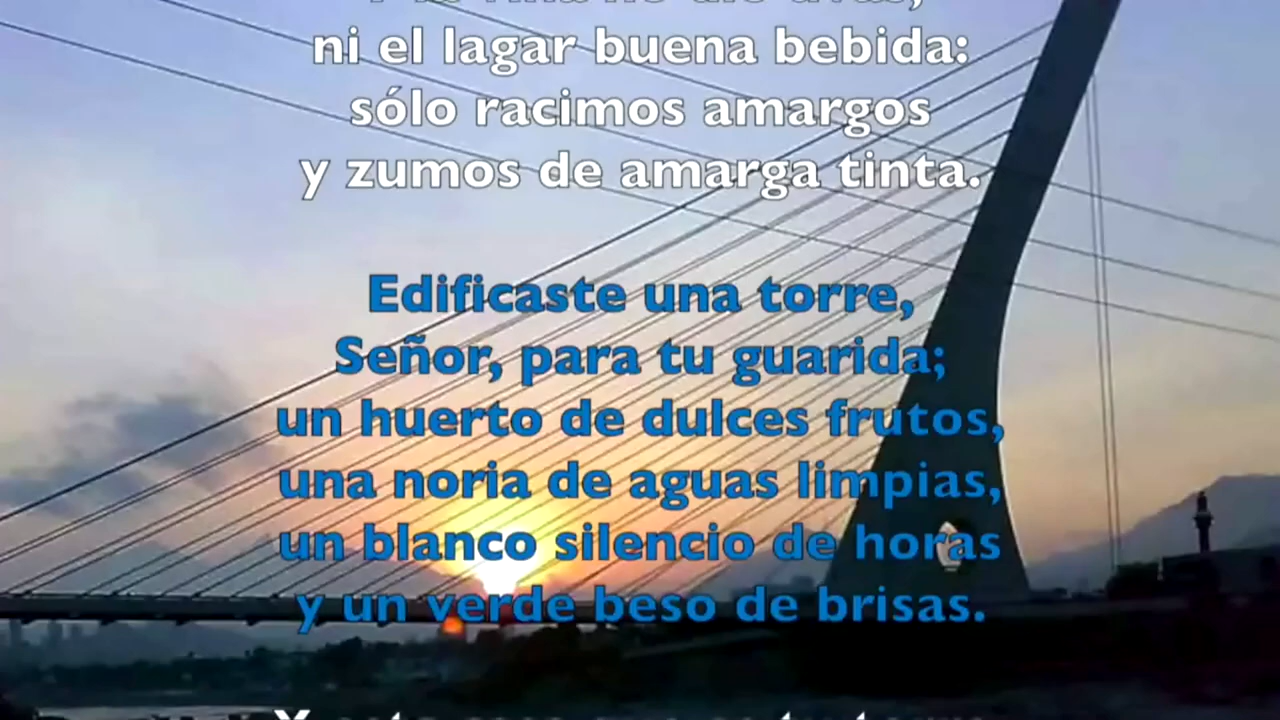 ni el lagar buena bebida:
sólo racimos amargos
y zumos de amarga tinta.
Edificaste una torre,
Señor, para tu guarida;
un huerto de dulces frutos,
una noria de aguas limpias,
un blanco silencio de horas
y un verde beso de brisas.